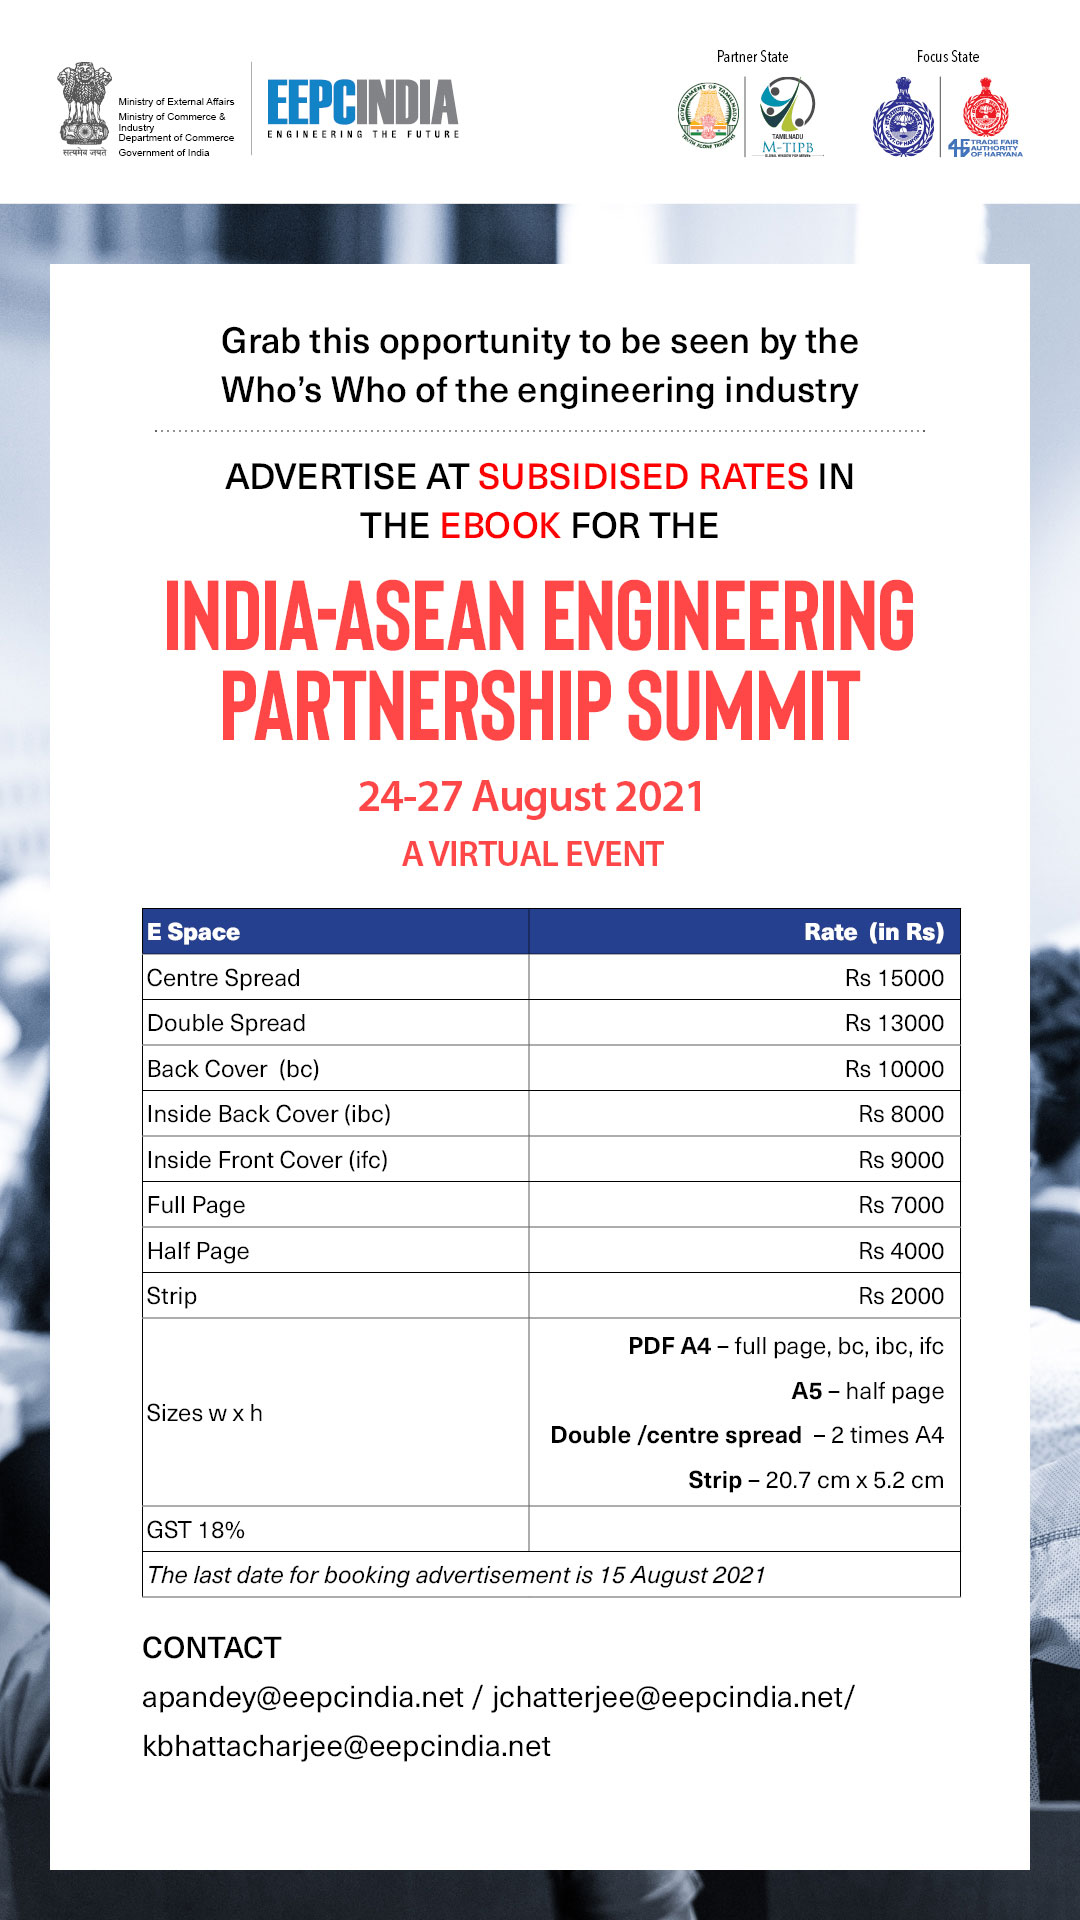 Partner State
Focus State
Ministry of External Affairs
Ministry of Commerce &
Industry
Department of Commerce
Government of India
सत्यमेव जयते
EEPCINDIA
ENGINEERING THE FUTURE
GOVERNMENT OF TAMILNADU
TRUTH ALONE TRIUMPHS
TAMILNADU
M-TIPB
TRADE FAIR
AUTHORITY
OF HARYANA
Grab this opportunity to be seen by the
Who's Who of the engineering industry
ADVERTISE AT SUBSIDISED RATES IN
THE EBOOK FOR THE
INDIA-ASEAN ENGINEERING
PARTNERSHIP SUMMIT
24-27 August 2021
A VIRTUAL EVENT
E Space Rate (in Rs)
Centre Spread Rs 15000
Double Spread Rs 13000
Back Cover (bc) Rs 10000
Inside Back Cover (ibc) Rs 8000
Inside Front Cover (ifc) Rs 9000
Full Page Rs 7000
Half Page Rs 4000
Strip Rs 2000
Sizes w x h
PDF A4 – full page, bc, ibc, ifc
A5 – half page
Double /centre spread – 2 times A4
Strip – 20.7 cm x 5.2 cm
GST 18%
The last date for booking advertisement is 15 August 2021
CONTACT
apandey@eepcindia.net / jchatterjee@eepcindia.net/
kbhattacharjee@eepcindia.net